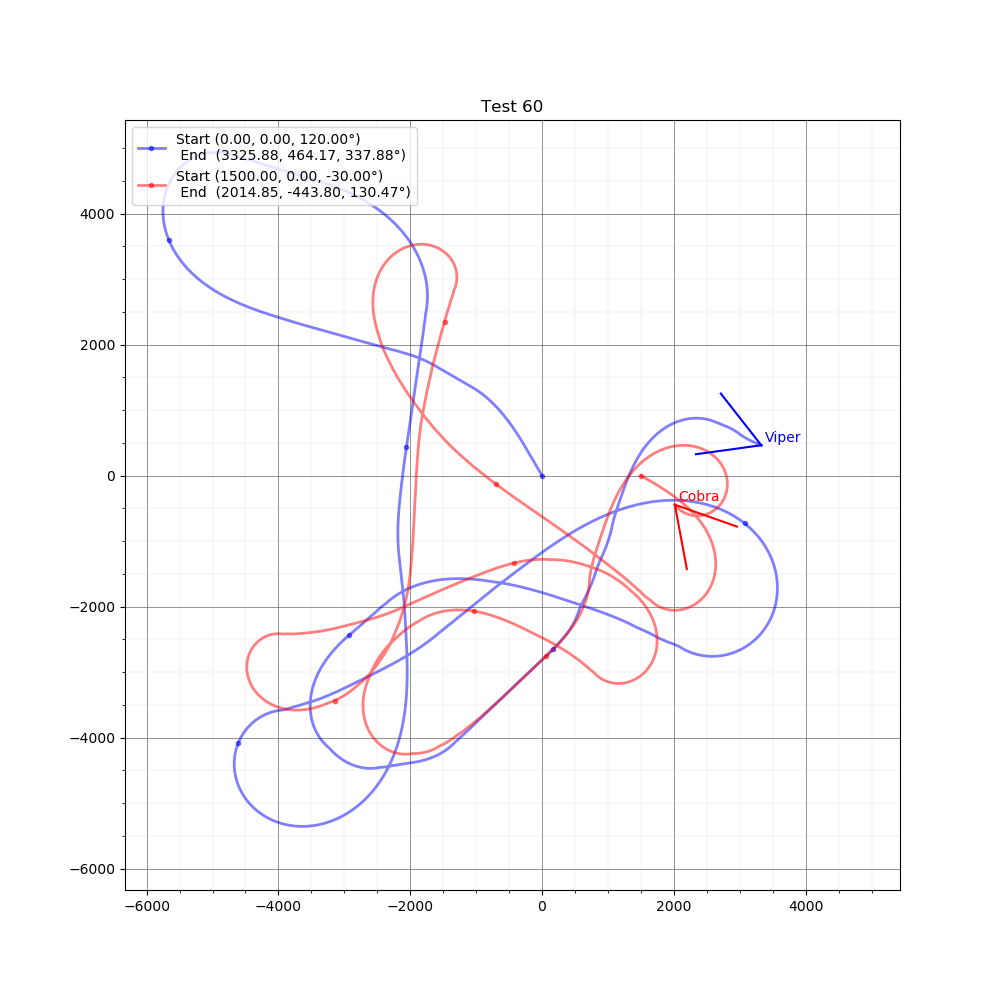 Test 60
Start (0.00, 0.00, 120.00°)
End (3325.88, 464.17, 337.88°)
Start (1500.00, 0.00, -30.00°)
End (2014.85, -443.80, 130.47°)
4000
2000
0
−2000
−4000
−6000
Viper
Cobra
−6000 −4000 −2000 0 2000 4000